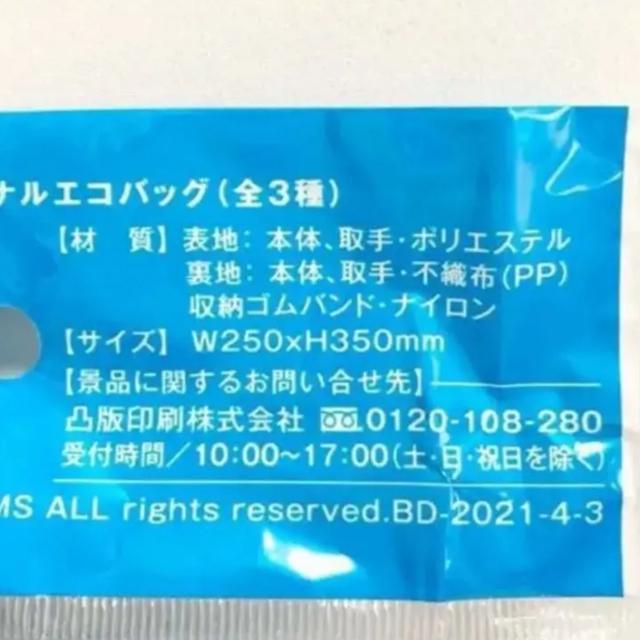 ナルエコバッグ(全3種)
【材 質】表地: 本体、取手・ポリエステル
裏地: 本体、取手・不織布(PP)
収納ゴムバンド・ナイロン
【サイズ】 W250xH350mm
【景品に関するお問い合せ先】
凸版印刷株式会社 0120-108-280
受付時間/10:00~17:00(土・日・祝日を除く)
MS ALL rights reserved.BD-2021-4-3